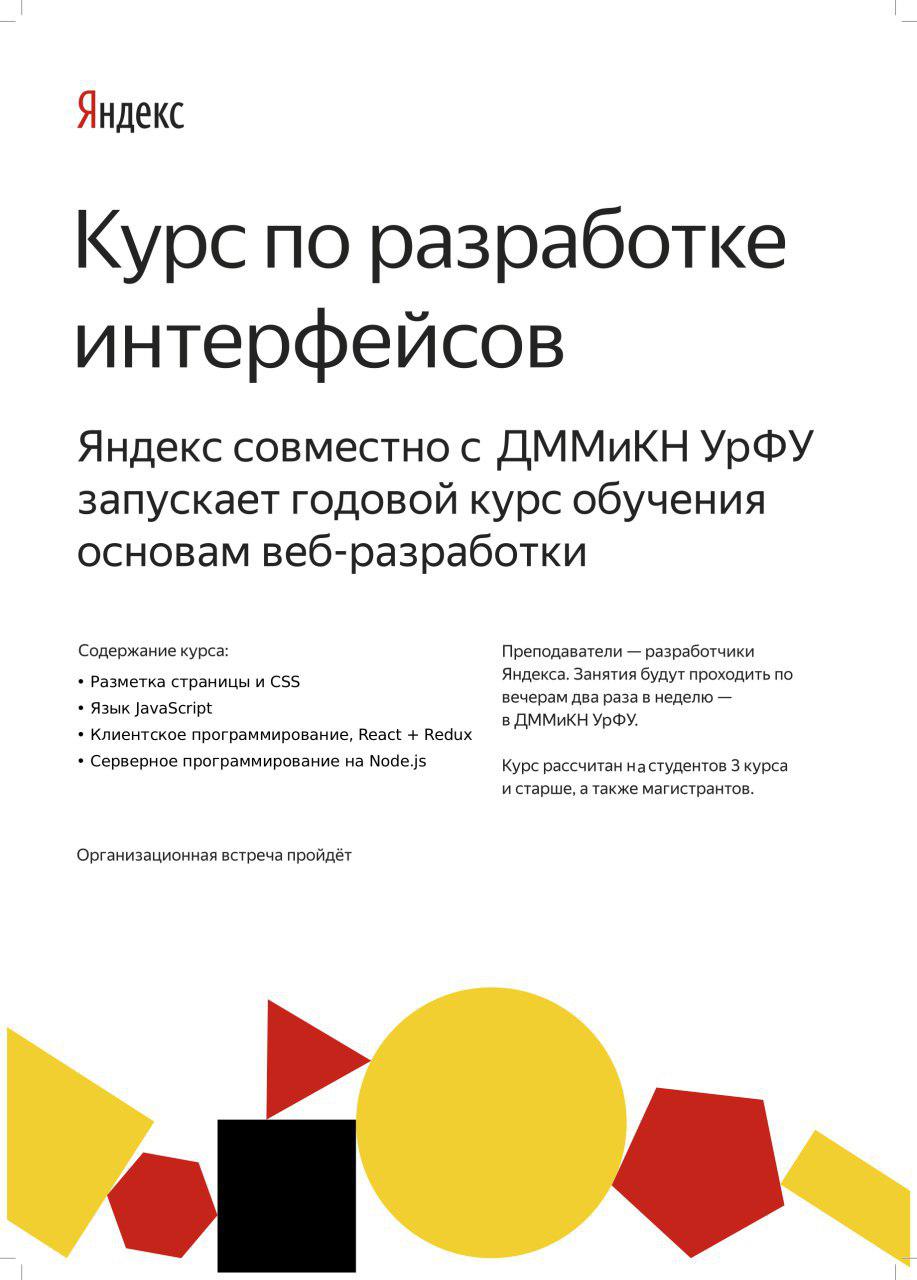 Яндекс
Курс по разработке
интерфейсов
Яндекс совместно с ДММиКН УрФУ
запускает годовой курс обучения
основам веб-разработки
Содержание курса:
• Разметка страницы и CSS
• Язык JavaScript
• Клиентское программирование, React + Redux
• Серверное программирование на Node.js
Преподаватели — разработчики
Яндекса. Занятия будут проходить по
вечерам два раза в неделю —
в ДММиКН УрФУ.
Курс рассчитан на студентов 3 курса
и старше, а также магистрантов.
Организационная встреча пройдёт